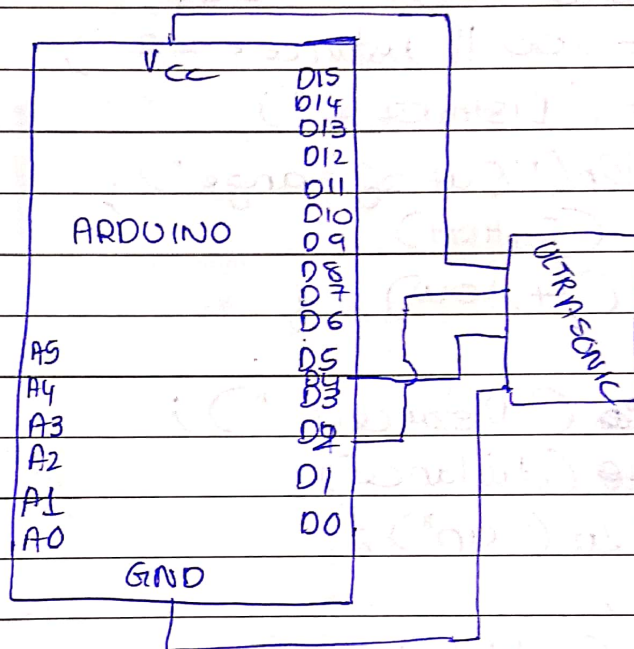 VCC
D15
D14
D13
D12
D11
D10
ARDUINO
D9
D8
D7
D6
A5
D5
A4
D4
D3
A3
D2
A2
D1
A1
A0
D0
GND
ULTRASONIC